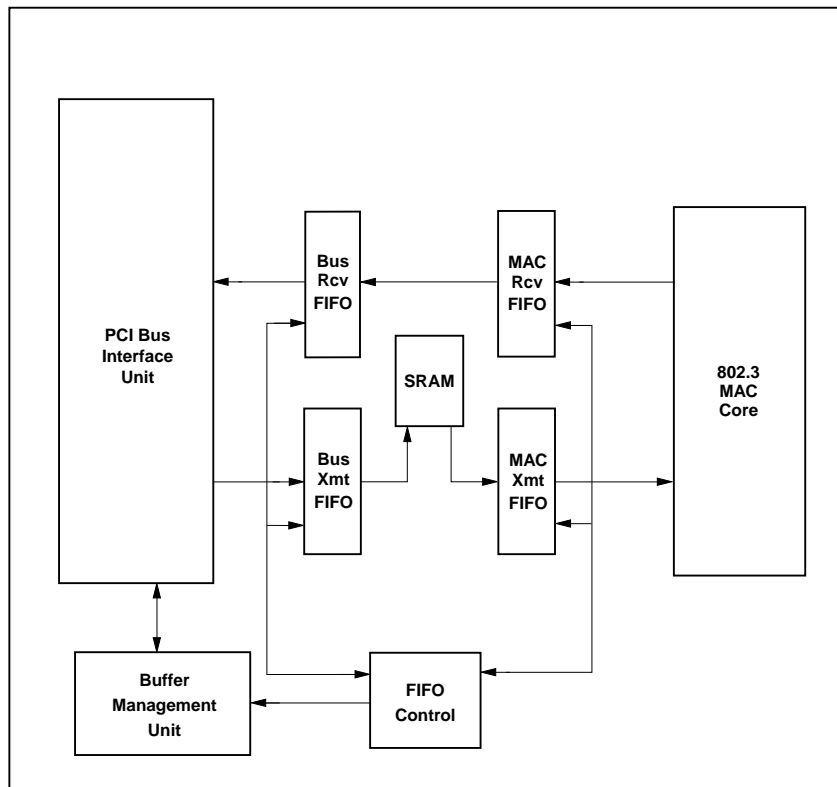 Bus
Rcv
FIFO
MAC
Rcv
FIFO
PCI Bus
Interface
Unit
SRAM
802.3
MAC
Core
Bus
Xmt
FIFO
MAC
Xmt
FIFO
Buffer
Management
Unit
FIFO
Control